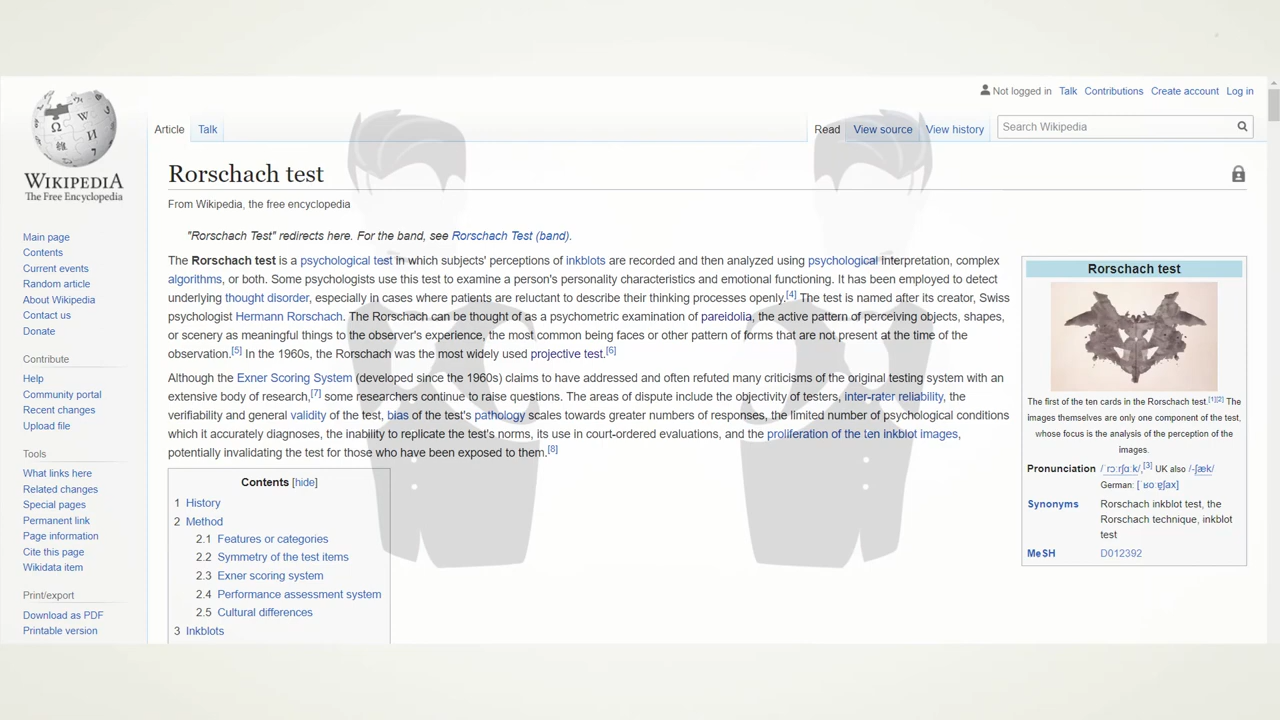 Not logged in Talk Contributions Create account Log in
Article Talk Read View source View history Search Wikipedia
WIKIPEDIA
The Free Encyclopedia
Main page
Contents
Current events
Random article
About Wikipedia
Contact us
Donate
Contribute
Help
Community portal
Recent changes
Upload file
Tools
What links here
Related changes
Special pages
Permanent link
Page information
Cite this page
Wikidata item
Print/export
Download as PDF
Printable version
Rorschach test
From Wikipedia, the free encyclopedia
"Rorschach Test" redirects here. For the band, see Rorschach Test (band).
The Rorschach test is a psychological test in which subjects' perceptions of inkblots are recorded and then analyzed using psychological interpretation, complex
algorithms, or both. Some psychologists use this test to examine a person's personality characteristics and emotional functioning. It has been employed to detect
underlying thought disorder, especially in cases where patients are reluctant to describe their thinking processes openly.[4] The test is named after its creator, Swiss
psychologist Hermann Rorschach. The Rorschach can be thought of as a psychometric examination of pareidolia, the active pattern of perceiving objects, shapes,
or scenery as meaningful things to the observer's experience, the most common being faces or other pattern of forms that are not present at the time of the
observation.[5] In the 1960s, the Rorschach was the most widely used projective test.[6]
Although the Exner Scoring System (developed since the 1960s) claims to have addressed and often refuted many criticisms of the original testing system with an
extensive body of research,[7] some researchers continue to raise questions. The areas of dispute include the objectivity of testers, inter-rater reliability, the
verifiability and general validity of the test, bias of the test's pathology scales towards greater numbers of responses, the limited number of psychological conditions
which it accurately diagnoses, the inability to replicate the test's norms, its use in court-ordered evaluations, and the proliferation of the ten inkblot images,
potentially invalidating the test for those who have been exposed to them.[8]
Contents [hide]
1 History
2 Method
2.1 Features or categories
2.2 Symmetry of the test items
2.3 Exner scoring system
2.4 Performance assessment system
2.5 Cultural differences
3 Inkblots
Rorschach test
The first of the ten cards in the Rorschach test.[1][2] The
images themselves are only one component of the test,
whose focus is the analysis of the perception of the
images.
Pronunciation /ˈrɔːrʃɑːk/,[3] UK also /-ʃæk/
German: [ˈʁoːɐ̯ʃax]
Synonyms Rorschach inkblot test, the
Rorschach technique, inkblot
test
MeSH D012392